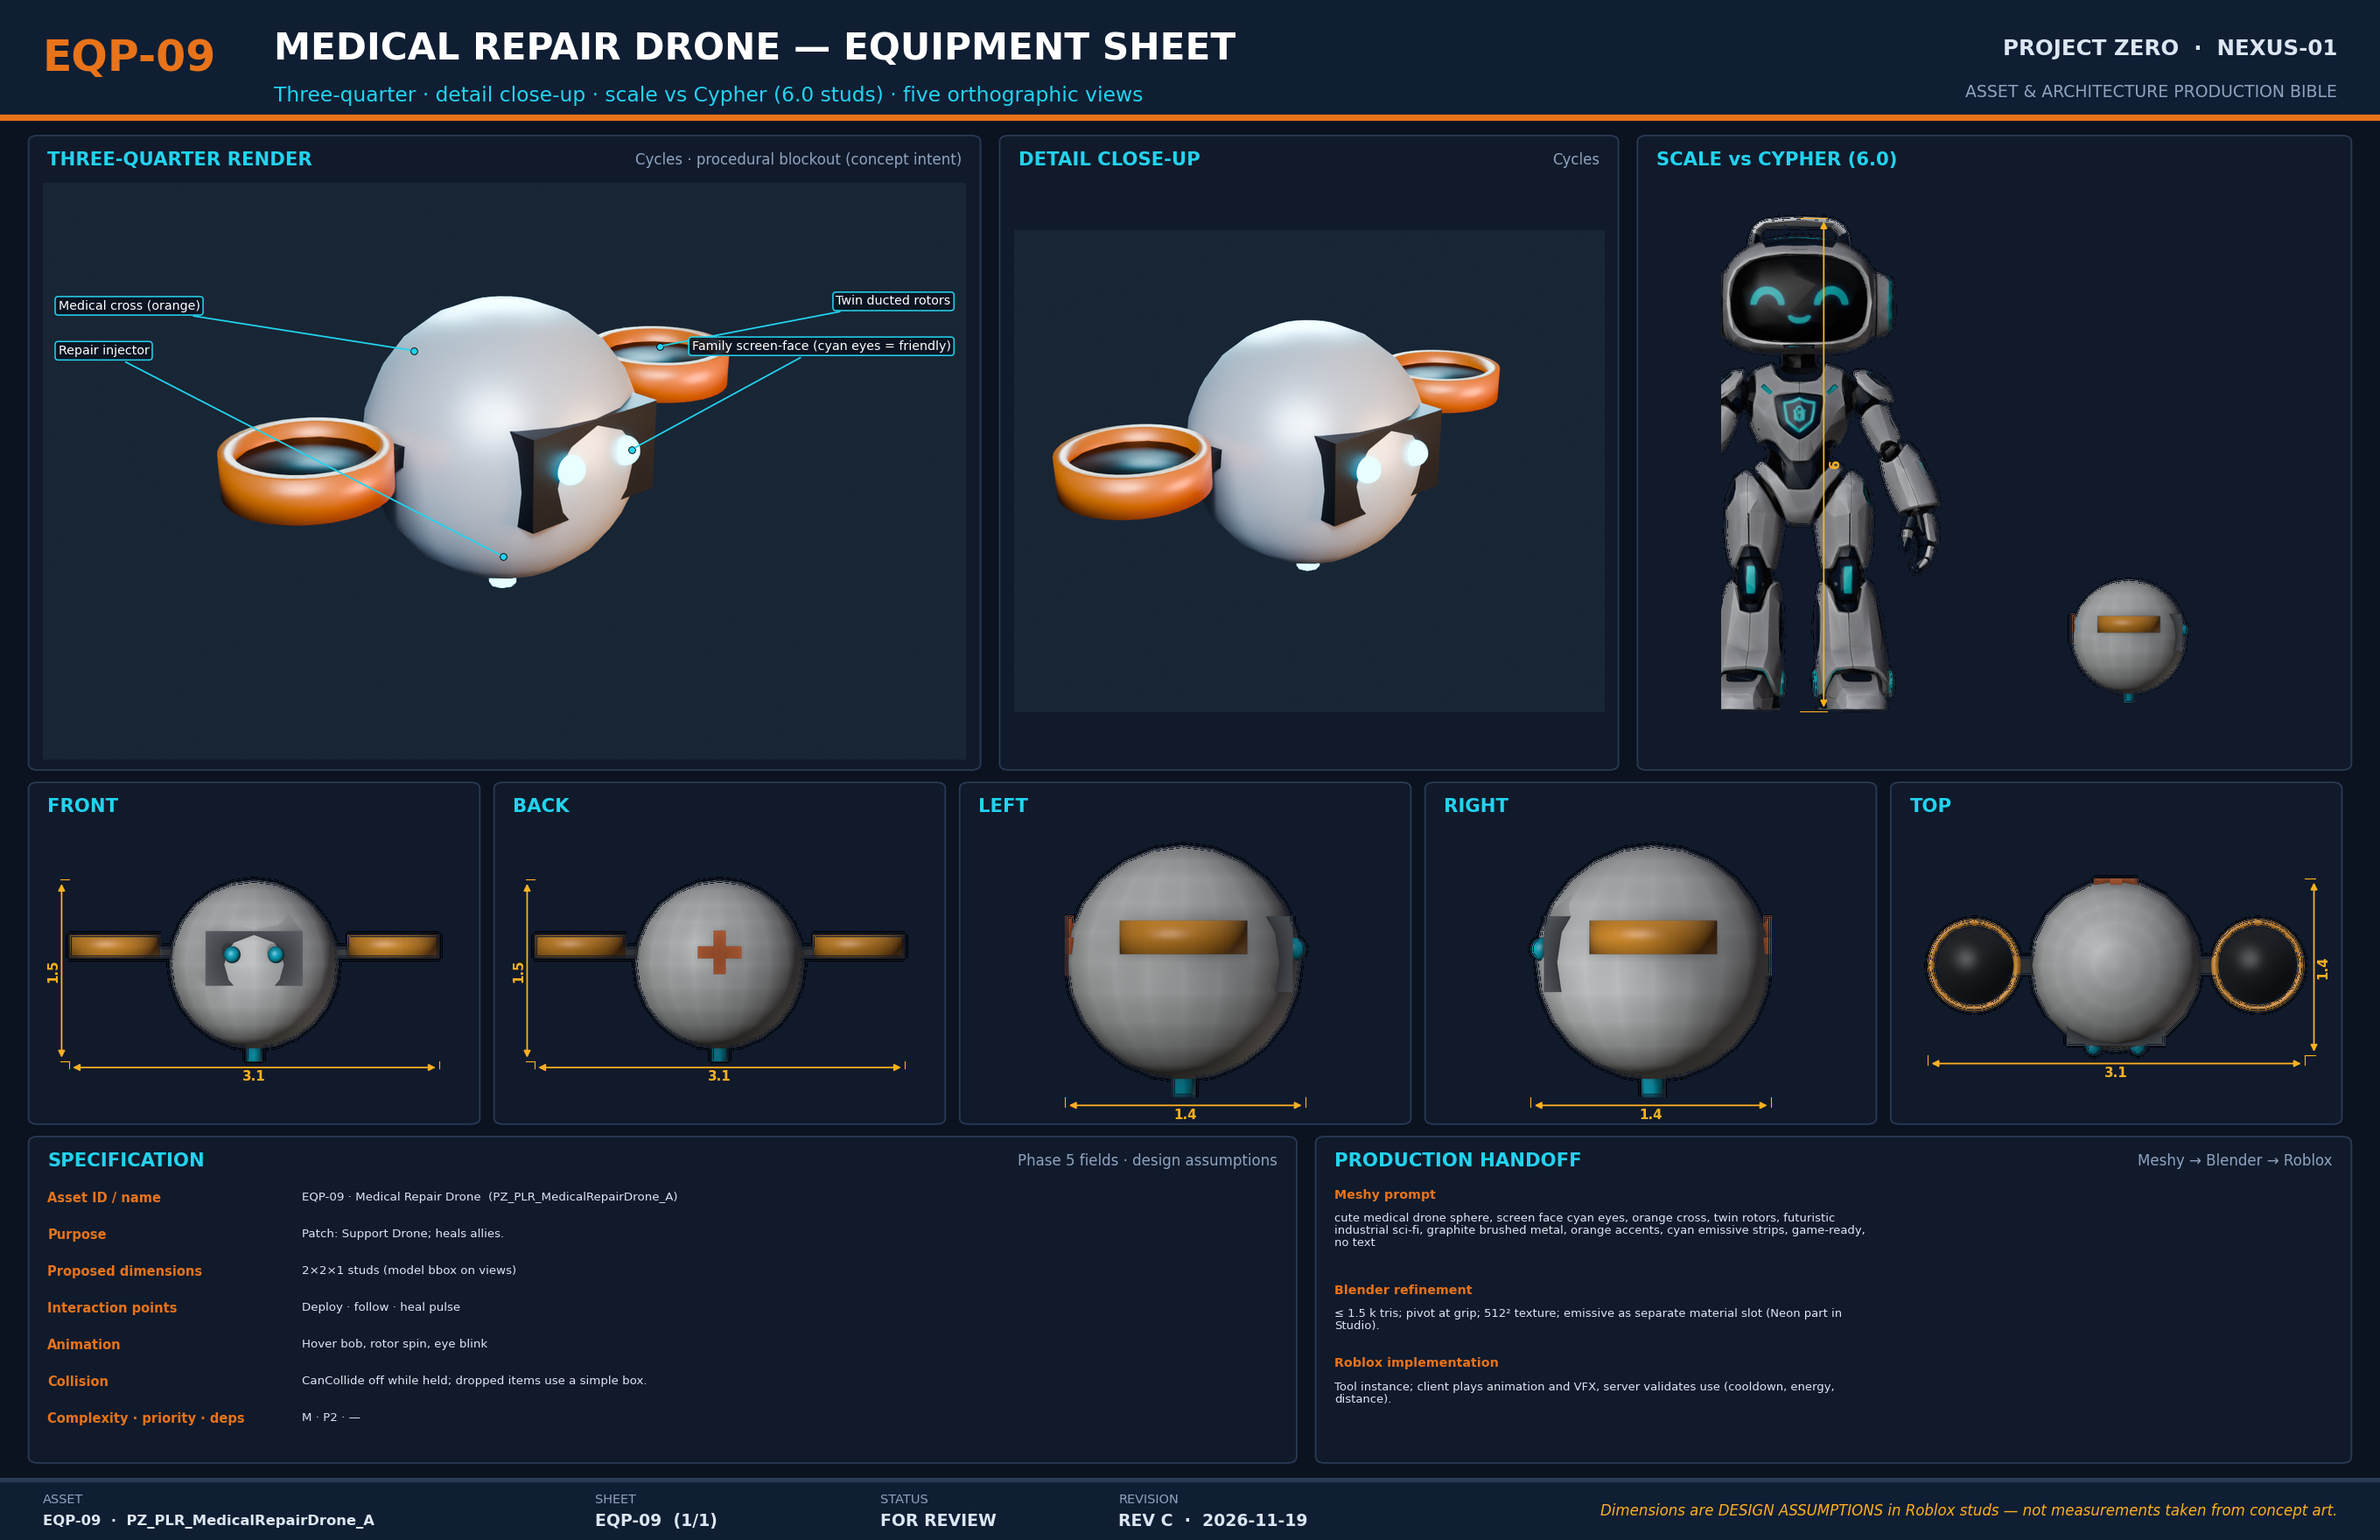 EQP-09
MEDICAL REPAIR DRONE — EQUIPMENT SHEET
Three-quarter · detail close-up · scale vs Cypher (6.0 studs) · five orthographic views
PROJECT ZERO · NEXUS-01
ASSET & ARCHITECTURE PRODUCTION BIBLE
THREE-QUARTER RENDER
Cycles · procedural blockout (concept intent)
Medical cross (orange)
Repair injector
Twin ducted rotors
Family screen-face (cyan eyes = friendly)
DETAIL CLOSE-UP
Cycles
SCALE vs CYPHER (6.0)
6
FRONT
1.5
3.1
BACK
1.5
3.1
LEFT
1.4
RIGHT
1.4
TOP
1.4
3.1
SPECIFICATION
Phase 5 fields · design assumptions
Asset ID / name
EQP-09 · Medical Repair Drone (PZ_PLR_MedicalRepairDrone_A)
Purpose
Patch: Support Drone; heals allies.
Proposed dimensions
2×2×1 studs (model bbox on views)
Interaction points
Deploy · follow · heal pulse
Animation
Hover bob, rotor spin, eye blink
Collision
CanCollide off while held; dropped items use a simple box.
Complexity · priority · deps
M · P2 · —
PRODUCTION HANDOFF
Meshy → Blender → Roblox
Meshy prompt
cute medical drone sphere, screen face cyan eyes, orange cross, twin rotors, futuristic
industrial sci-fi, graphite brushed metal, orange accents, cyan emissive strips, game-ready,
no text
Blender refinement
≤ 1.5 k tris; pivot at grip; 512² texture; emissive as separate material slot (Neon part in
Studio).
Roblox implementation
Tool instance; client plays animation and VFX, server validates use (cooldown, energy,
distance).
ASSET
EQP-09 · PZ_PLR_MedicalRepairDrone_A
SHEET
EQP-09 (1/1)
STATUS
FOR REVIEW
REVISION
REV C · 2026-11-19
Dimensions are DESIGN ASSUMPTIONS in Roblox studs — not measurements taken from concept art.